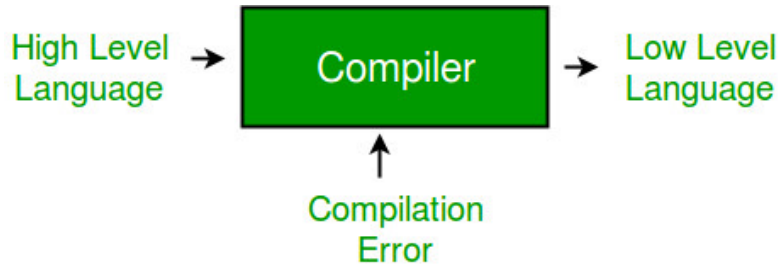 High Level
Language
Compiler
Low Level
Language
Compilation
Error